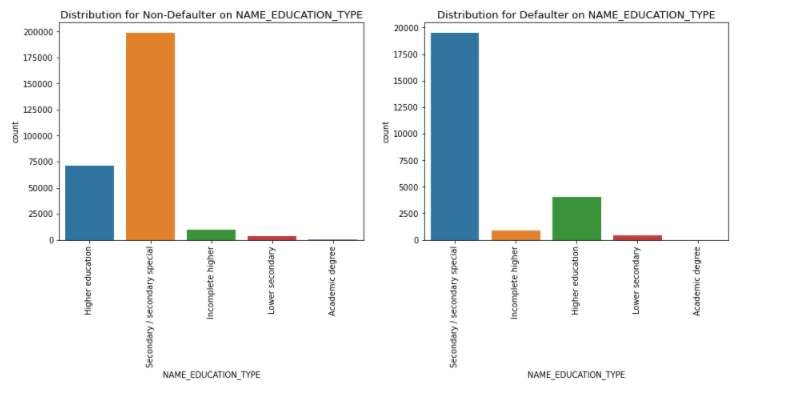 Distribution for Non-Defaulter on NAME_EDUCATION_TYPE
200000
175000
150000
125000
100000
75000
50000
25000
0
count
Higher education
Secondary / secondary special
Incomplete higher
Lower secondary
Academic degree
NAME_EDUCATION_TYPE
Distribution for Defaulter on NAME_EDUCATION_TYPE
20000
17500
15000
12500
10000
7500
5000
2500
0
count
Secondary / secondary special
Incomplete higher
Higher education
Lower secondary
Academic degree
NAME_EDUCATION_TYPE